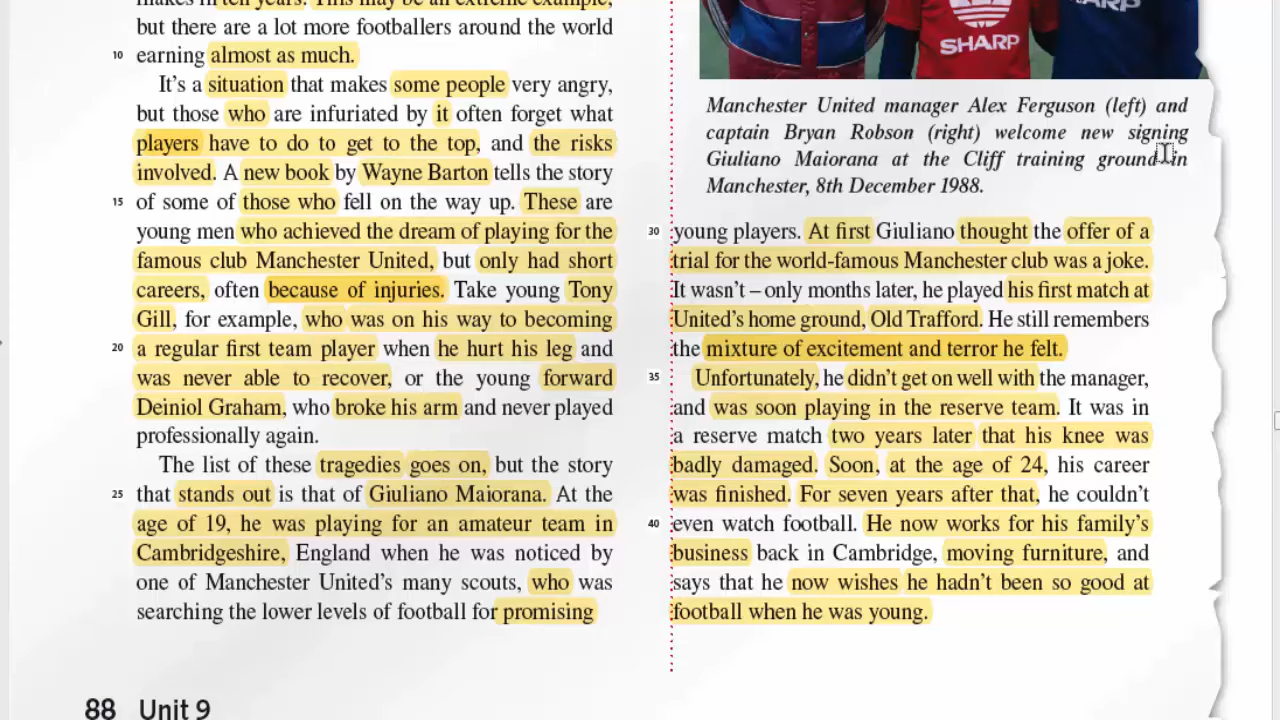 makes in ten years. This may be an extreme example,
but there are a lot more footballers around the world
10 earning almost as much.
It's a situation that makes some people very angry,
but those who are infuriated by it often forget what
players have to do to get to the top, and the risks
involved. A new book by Wayne Barton tells the story
15 of some of those who fell on the way up. These are
young men who achieved the dream of playing for the
famous club Manchester United, but only had short
careers, often because of injuries. Take young Tony
Gill, for example, who was on his way to becoming
20 a regular first team player when he hurt his leg and
was never able to recover, or the young forward
Deiniol Graham, who broke his arm and never played
professionally again.
The list of these tragedies goes on, but the story
25 that stands out is that of Giuliano Maiorana. At the
age of 19, he was playing for an amateur team in
Cambridgeshire, England when he was noticed by
one of Manchester United's many scouts, who was
searching the lower levels of football for promising
SHARP
SHARP
Manchester United manager Alex Ferguson (left) and
captain Bryan Robson (right) welcome new signing
Giuliano Maiorana at the Cliff training ground in
Manchester, 8th December 1988.
30 young players. At first Giuliano thought the offer of a
trial for the world-famous Manchester club was a joke.
It wasn't – only months later, he played his first match at
United's home ground, Old Trafford. He still remembers
the mixture of excitement and terror he felt.
35 Unfortunately, he didn't get on well with the manager,
and was soon playing in the reserve team. It was in
a reserve match two years later that his knee was
badly damaged. Soon, at the age of 24, his career
was finished. For seven years after that, he couldn't
40 even watch football. He now works for his family's
business back in Cambridge, moving furniture, and
says that he now wishes he hadn't been so good at
football when he was young.
88 Unit 9